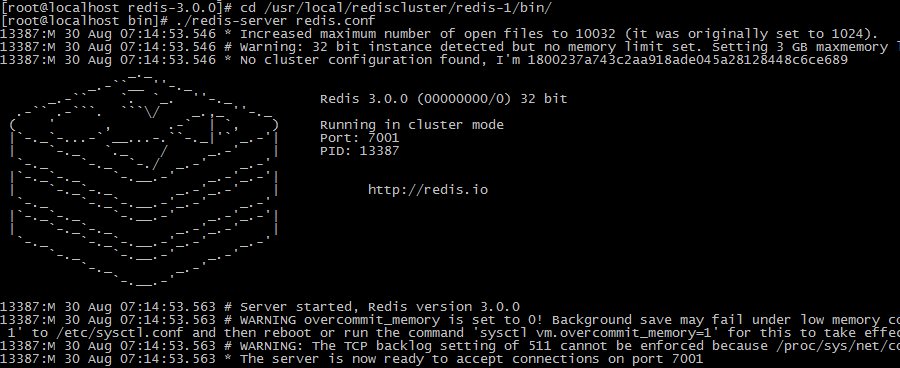 [root@localhost redis-3.0.0]# cd /usr/local/rediscluster/redis-1/bin/
[root@localhost bin]# ./redis-server redis.conf
13387:M 30 Aug 07:14:53.546 * Increased maximum number of open files to 10032 (it was originally set to 1024).
13387:M 30 Aug 07:14:53.546 # Warning: 32 bit instance detected but no memory limit set. Setting 3 GB maxmemory l
13387:M 30 Aug 07:14:53.546 * No cluster configuration found, I'm 1800237a743c2aa918ade045a28128448c6ce689
Redis 3.0.0 (00000000/0) 32 bit
Running in cluster mode
Port: 7001
PID: 13387
http://redis.io
13387:M 30 Aug 07:14:53.563 # Server started, Redis version 3.0.0
13387:M 30 Aug 07:14:53.563 # WARNING overcommit_memory is set to 0! Background save may fail under low memory co
1' to /etc/sysctl.conf and then reboot or run the command 'sysctl vm.overcommit_memory=1' for this to take effec
13387:M 30 Aug 07:14:53.563 # WARNING: The TCP backlog setting of 511 cannot be enforced because /proc/sys/net/co
13387:M 30 Aug 07:14:53.563 * The server is now ready to accept connections on port 7001